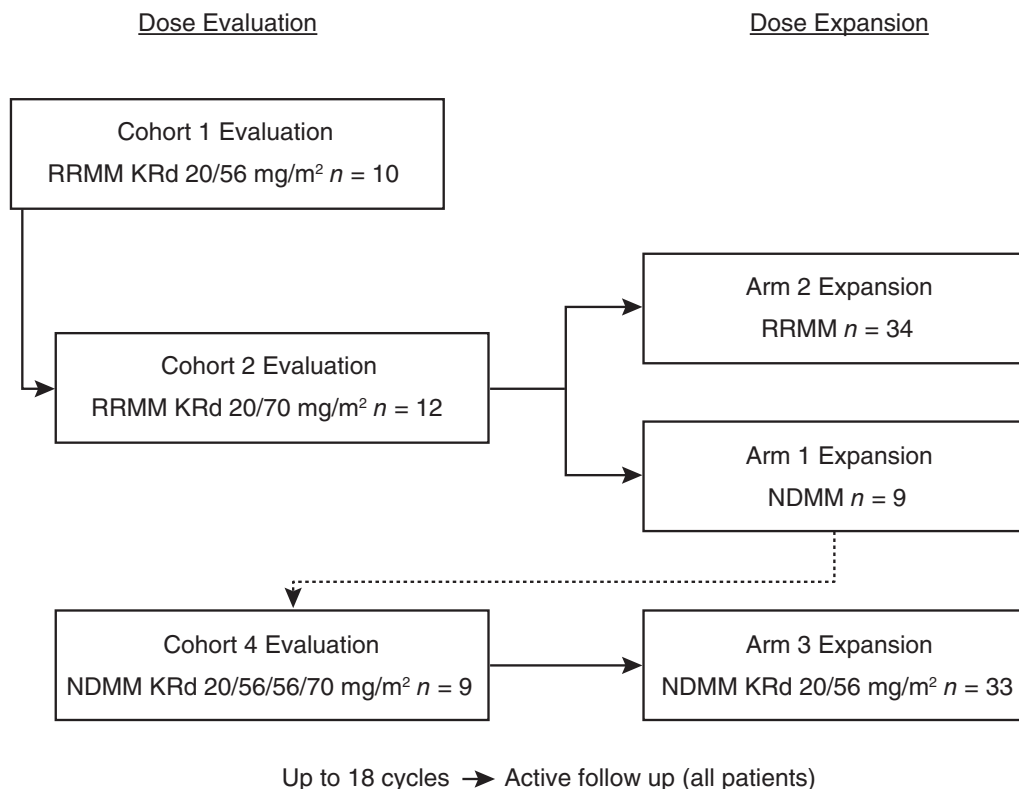 Dose Evaluation
Dose Expansion
Cohort 1 Evaluation
RRMM KRd 20/56 mg/m² n = 10
Cohort 2 Evaluation
RRMM KRd 20/70 mg/m² n = 12
Arm 2 Expansion
RRMM n = 34
Arm 1 Expansion
NDMM n = 9
Cohort 4 Evaluation
NDMM KRd 20/56/56/70 mg/m² n = 9
Arm 3 Expansion
NDMM KRd 20/56 mg/m² n = 33
Up to 18 cycles → Active follow up (all patients)